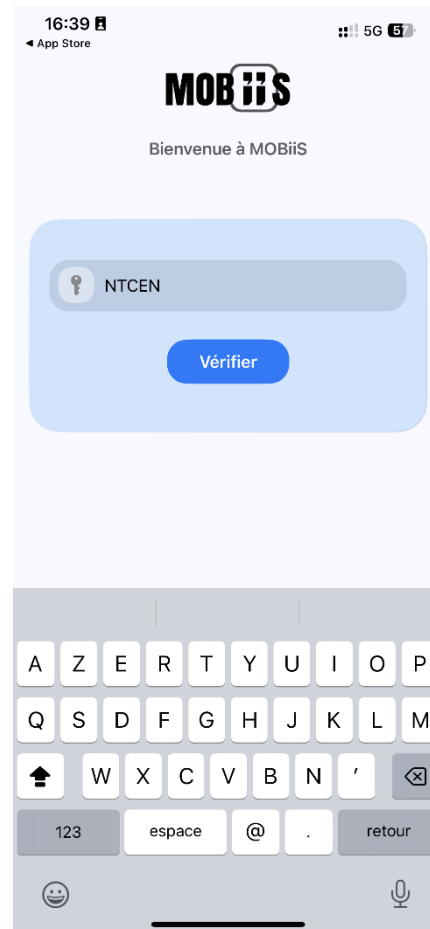 16:39
5G 57
◀ App Store
MOBiiS
Bienvenue à MOBiiS
NTCEN
Vérifier
A Z E R T Y U I O P
Q S D F G H J K L M
W X C V B N ’
123 espace @ . retour